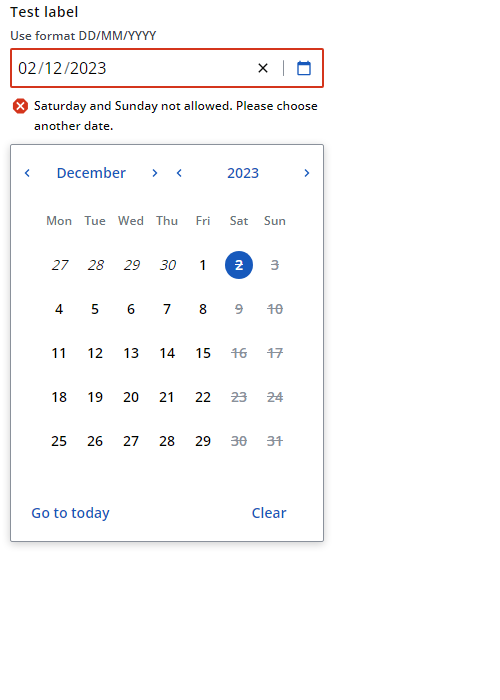 Test label
Use format DD/MM/YYYY
02/12/2023
Saturday and Sunday not allowed. Please choose
another date.
December 2023
Mon Tue Wed Thu Fri Sat Sun
27 28 29 30 1 2 3
4 5 6 7 8 9 10
11 12 13 14 15 16 17
18 19 20 21 22 23 24
25 26 27 28 29 30 31
Go to today Clear